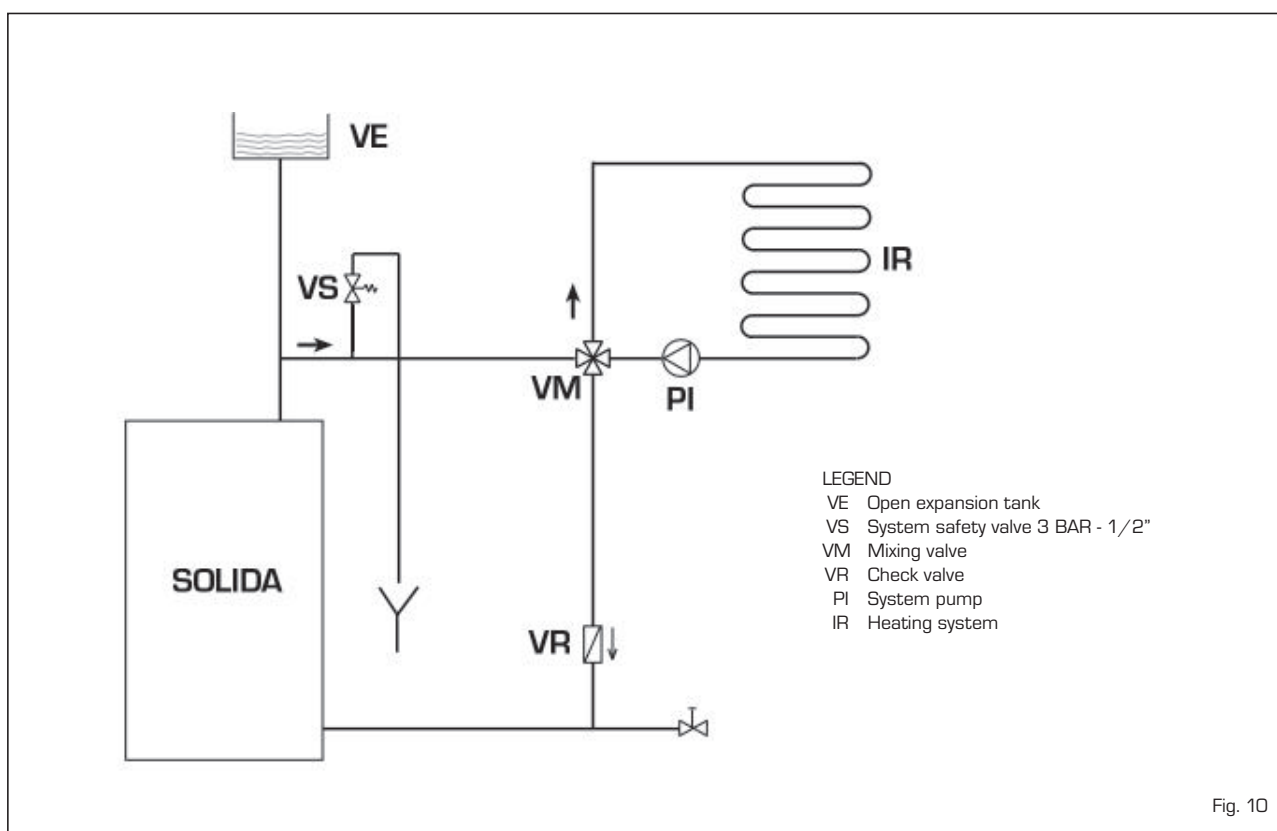 VE
VS
IR
VM
PI
SOLIDA
VR
LEGEND
VE Open expansion tank
VS System safety valve 3 BAR - 1/2"
VM Mixing valve
VR Check valve
PI System pump
IR Heating system
Fig. 10